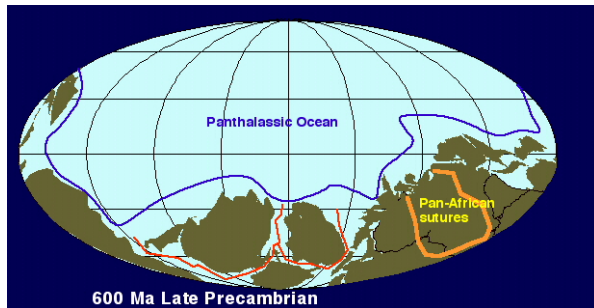 Panthalassic Ocean
Pan-African
sutures
600 Ma Late Precambrian